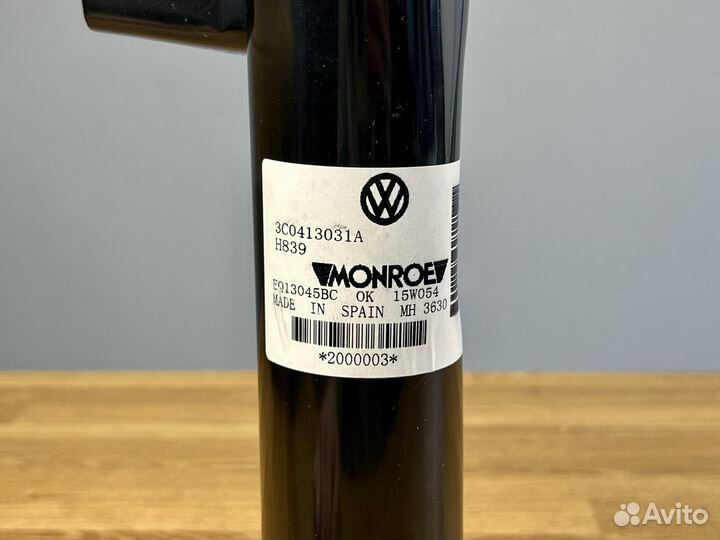 3C0413031A
H839
MONROE
EQ13045BC OK 15W054
MADE IN SPAIN MH 3630
*2000003*
Avito